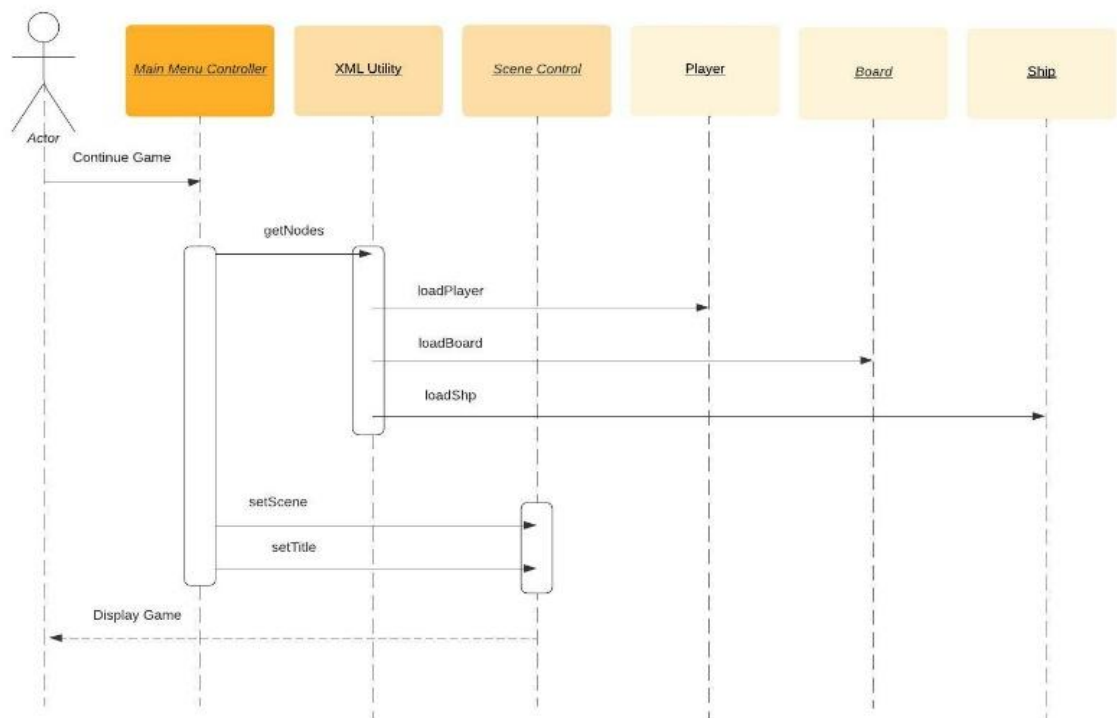 Main Menu Controller
XML Utility
Scene Control
Player
Board
Ship
Actor
Continue Game
getNodes
loadPlayer
loadBoard
loadShp
setScene
setTitle
Display Game